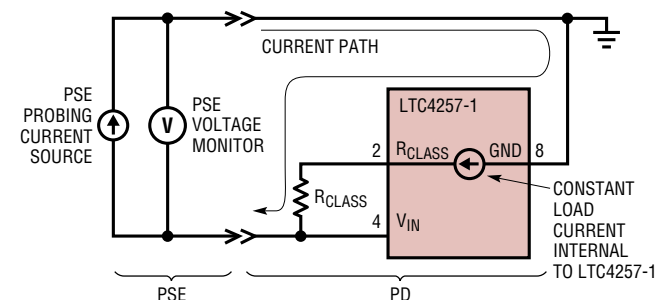 CURRENT PATH
PSE
PROBING
CURRENT
SOURCE
V
PSE
VOLTAGE
MONITOR
LTC4257-1
2
RCLASS
GND
8
RCLASS
4
VIN
CONSTANT
LOAD
CURRENT
INTERNAL
TO LTC4257-1
PSE
PD